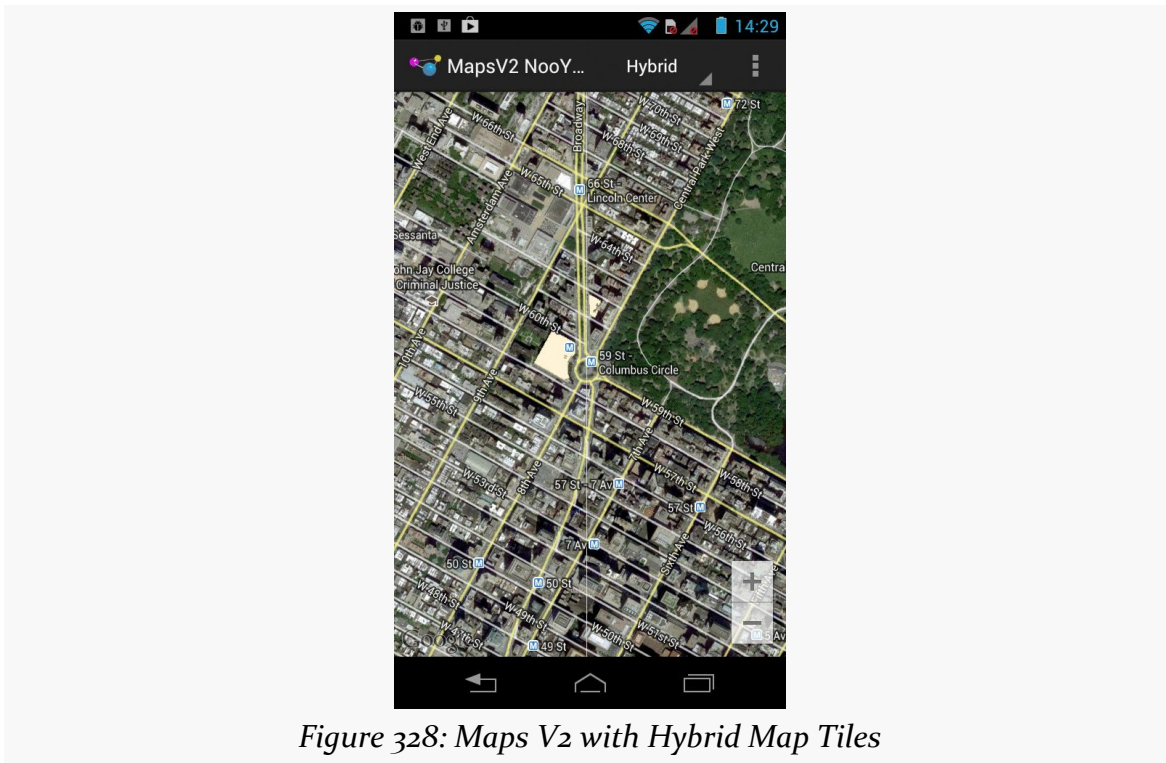 14:29
MapsV2 NooY...
Hybrid
72 St
W 70th St
W 69th St
W 68th St
W 66th St
West End Ave
Broadway
Central Park West
W 65th St
Amsterdam Ave
66 St -
Lincoln Center
W 64th St
Sessanta
Centra
ohn Jay College
Criminal Justice
W 60th St
59 St -
Columbus Circle
10th Ave
9th Ave
W 55th St
W 59th St
7th Ave
W 57th St
W 58th St
W 53rd St
8th Ave
57 St - 7 Av
57 St
W 56th St
7 Av
Sixth Ave
50 St
50 St
W 48th St
W 49th St
W 47th St
W 50th St
W 51st St
49 St
5 Av
Figure 328: Maps V2 with Hybrid Map Tiles